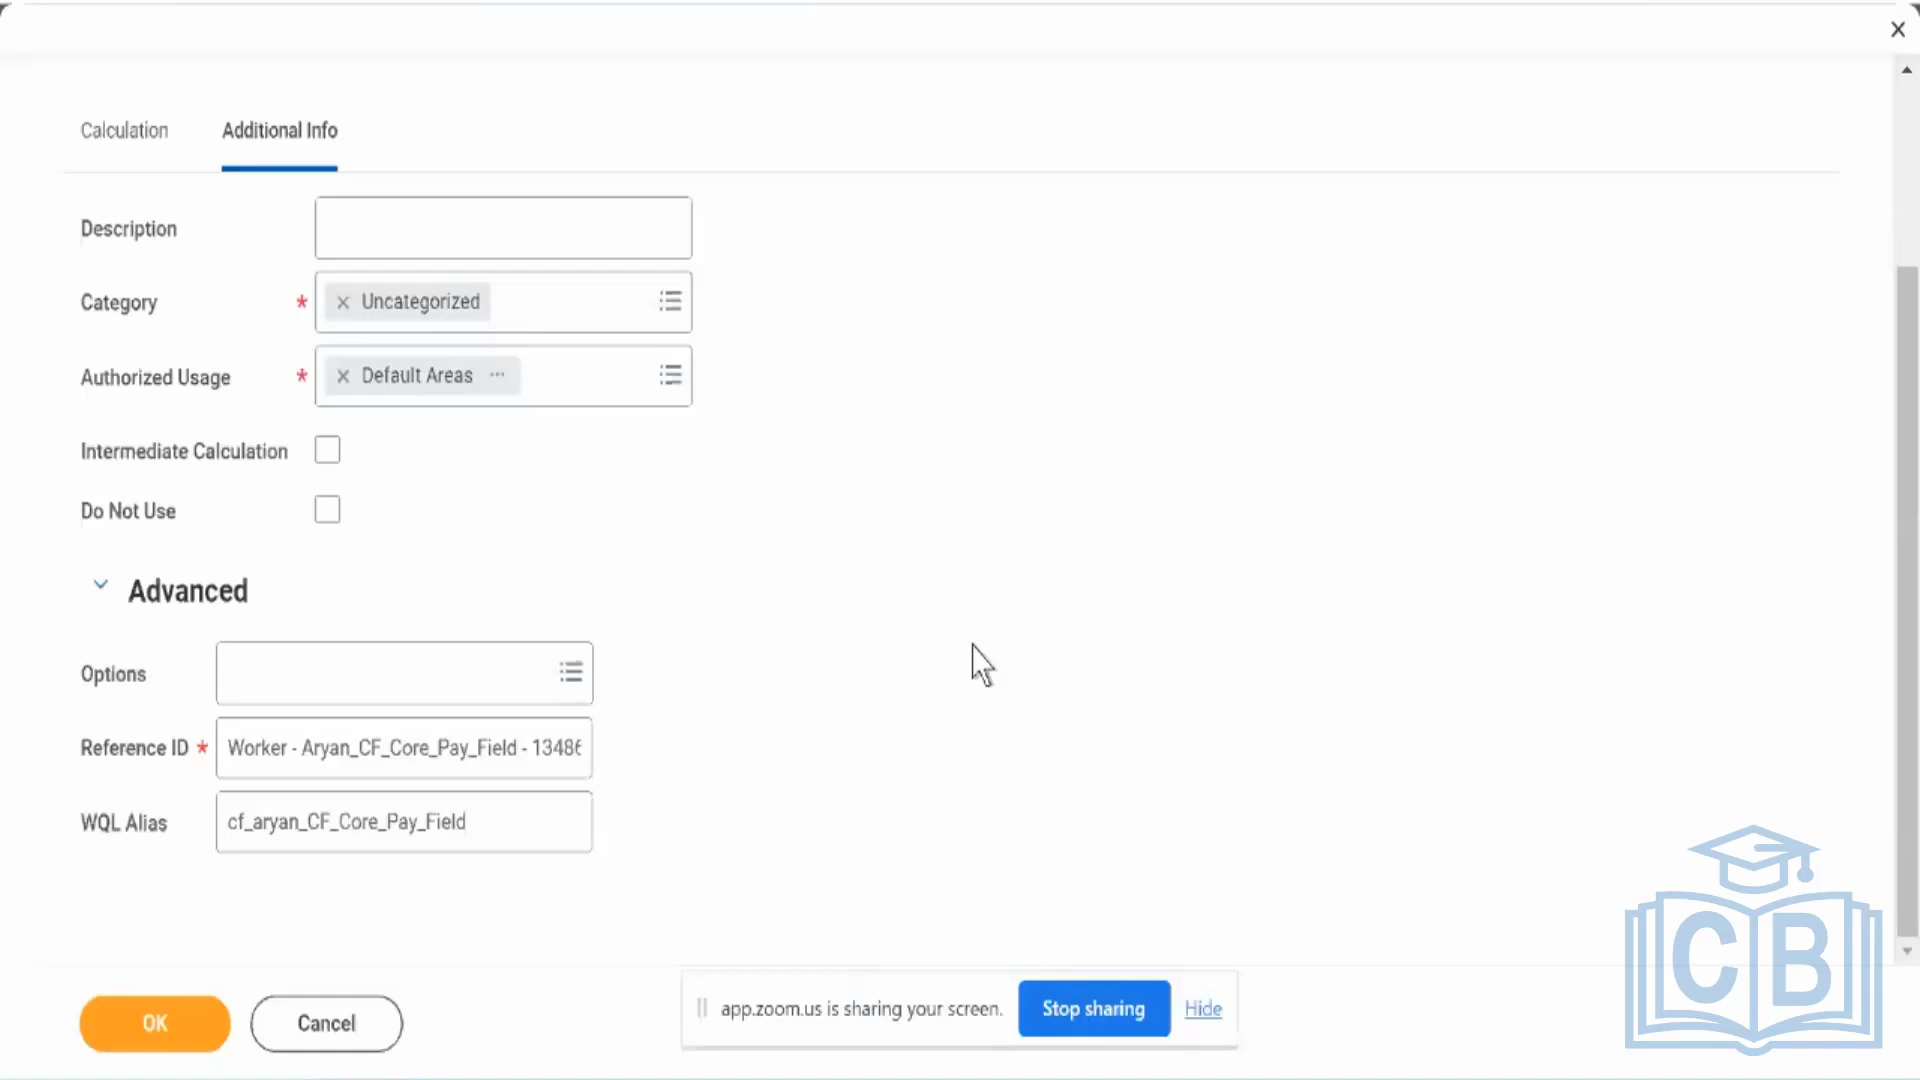 X
Calculation Additional Info
Description
Category * × Uncategorized
Authorized Usage * × Default Areas ...
Intermediate Calculation
Do Not Use
Advanced
Options
Reference ID * Worker - Aryan_CF_Core_Pay_Field - 13486
WQL Alias cf_aryan_CF_Core_Pay_Field
OK Cancel
app.zoom.us is sharing your screen. Stop sharing Hide
CB